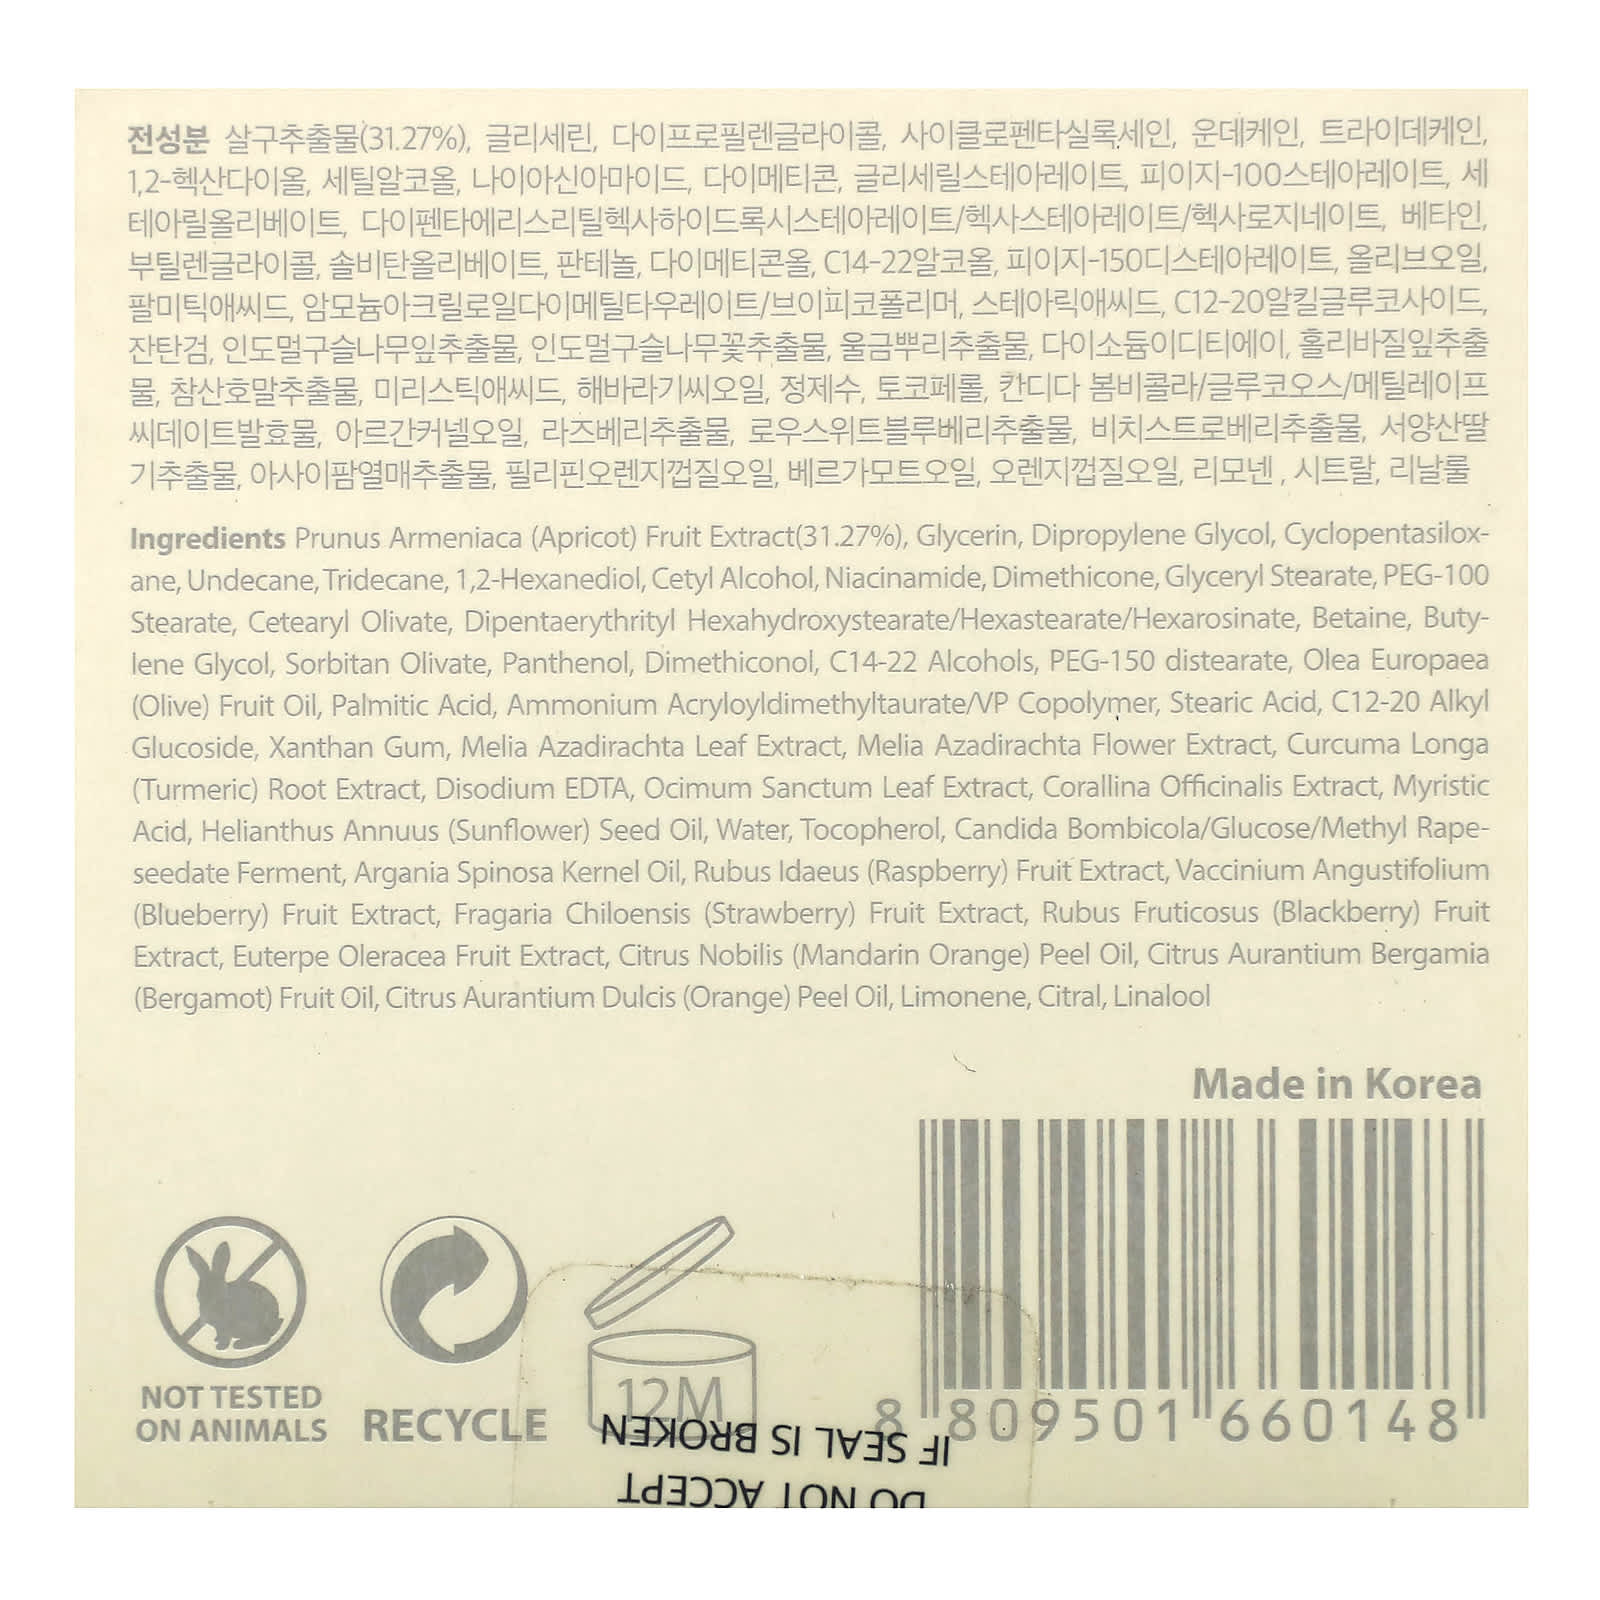 전성분 살구추출물(31.27%), 글리세린, 다이프로필렌글라이콜, 사이클로펜타실록세인, 운데케인, 트라이데케인,
1,2-헥산다이올, 세틸알코올, 나이아신아마이드, 다이메티콘, 글리세릴스테아레이트, 피이지-100스테아레이트, 세
테아릴올리베이트, 다이펜타에리스리틸헥사하이드록시스테아레이트/헥사스테아레이트/헥사로지네이트, 베타인,
부틸렌글라이콜, 솔비탄올리베이트, 판테놀, 다이메티콘올, C14-22알코올, 피이지-150디스테아레이트, 올리브오일,
팔미틱애씨드, 암모늄아크릴로일다이메틸타우레이트/브이피코폴리머, 스테아릭애씨드, C12-20알킬글루코사이드,
잔탄검, 인도멀구슬나무잎추출물, 인도멀구슬나무꽃추출물, 울금뿌리추출물, 다이소듐이디티에이, 홀리바질잎추출
물, 참산호말추출물, 미리스틱애씨드, 해바라기씨오일, 정제수, 토코페롤, 칸디다 봄비콜라/글루코오스/메틸레이프
씨데이트발효물, 아르간커넬오일, 라즈베리추출물, 로우스위트블루베리추출물, 비치스트로베리추출물, 서양산딸
기추출물, 아사이팜열매추출물, 필리핀오렌지껍질오일, 베르가모트오일, 오렌지껍질오일, 리모넨 , 시트랄, 리날룰
Ingredients Prunus Armeniaca (Apricot) Fruit Extract(31.27%), Glycerin, Dipropylene Glycol, Cyclopentasilox-
ane, Undecane, Tridecane, 1,2-Hexanediol, Cetyl Alcohol, Niacinamide, Dimethicone, Glyceryl Stearate, PEG-100
Stearate, Cetearyl Olivate, Dipentaerythrityl Hexahydroxystearate/Hexastearate/Hexarosinate, Betaine, Buty-
lene Glycol, Sorbitan Olivate, Panthenol, Dimethiconol, C14-22 Alcohols, PEG-150 distearate, Olea Europaea
(Olive) Fruit Oil, Palmitic Acid, Ammonium Acryloyldimethyltaurate/VP Copolymer, Stearic Acid, C12-20 Alkyl
Glucoside, Xanthan Gum, Melia Azadirachta Leaf Extract, Melia Azadirachta Flower Extract, Curcuma Longa
(Turmeric) Root Extract, Disodium EDTA, Ocimum Sanctum Leaf Extract, Corallina Officinalis Extract, Myristic
Acid, Helianthus Annuus (Sunflower) Seed Oil, Water, Tocopherol, Candida Bombicola/Glucose/Methyl Rape-
seedate Ferment, Argania Spinosa Kernel Oil, Rubus Idaeus (Raspberry) Fruit Extract, Vaccinium Angustifolium
(Blueberry) Fruit Extract, Fragaria Chiloensis (Strawberry) Fruit Extract, Rubus Fruticosus (Blackberry) Fruit
Extract, Euterpe Oleracea Fruit Extract, Citrus Nobilis (Mandarin Orange) Peel Oil, Citrus Aurantium Bergamia
(Bergamot) Fruit Oil, Citrus Aurantium Dulcis (Orange) Peel Oil, Limonene, Citral, Linalool
Made in Korea
NOT TESTED
ON ANIMALS
RECYCLE
12M
8 809501 660148
DO NOT ACCEPT
IF SEAL IS BROKEN